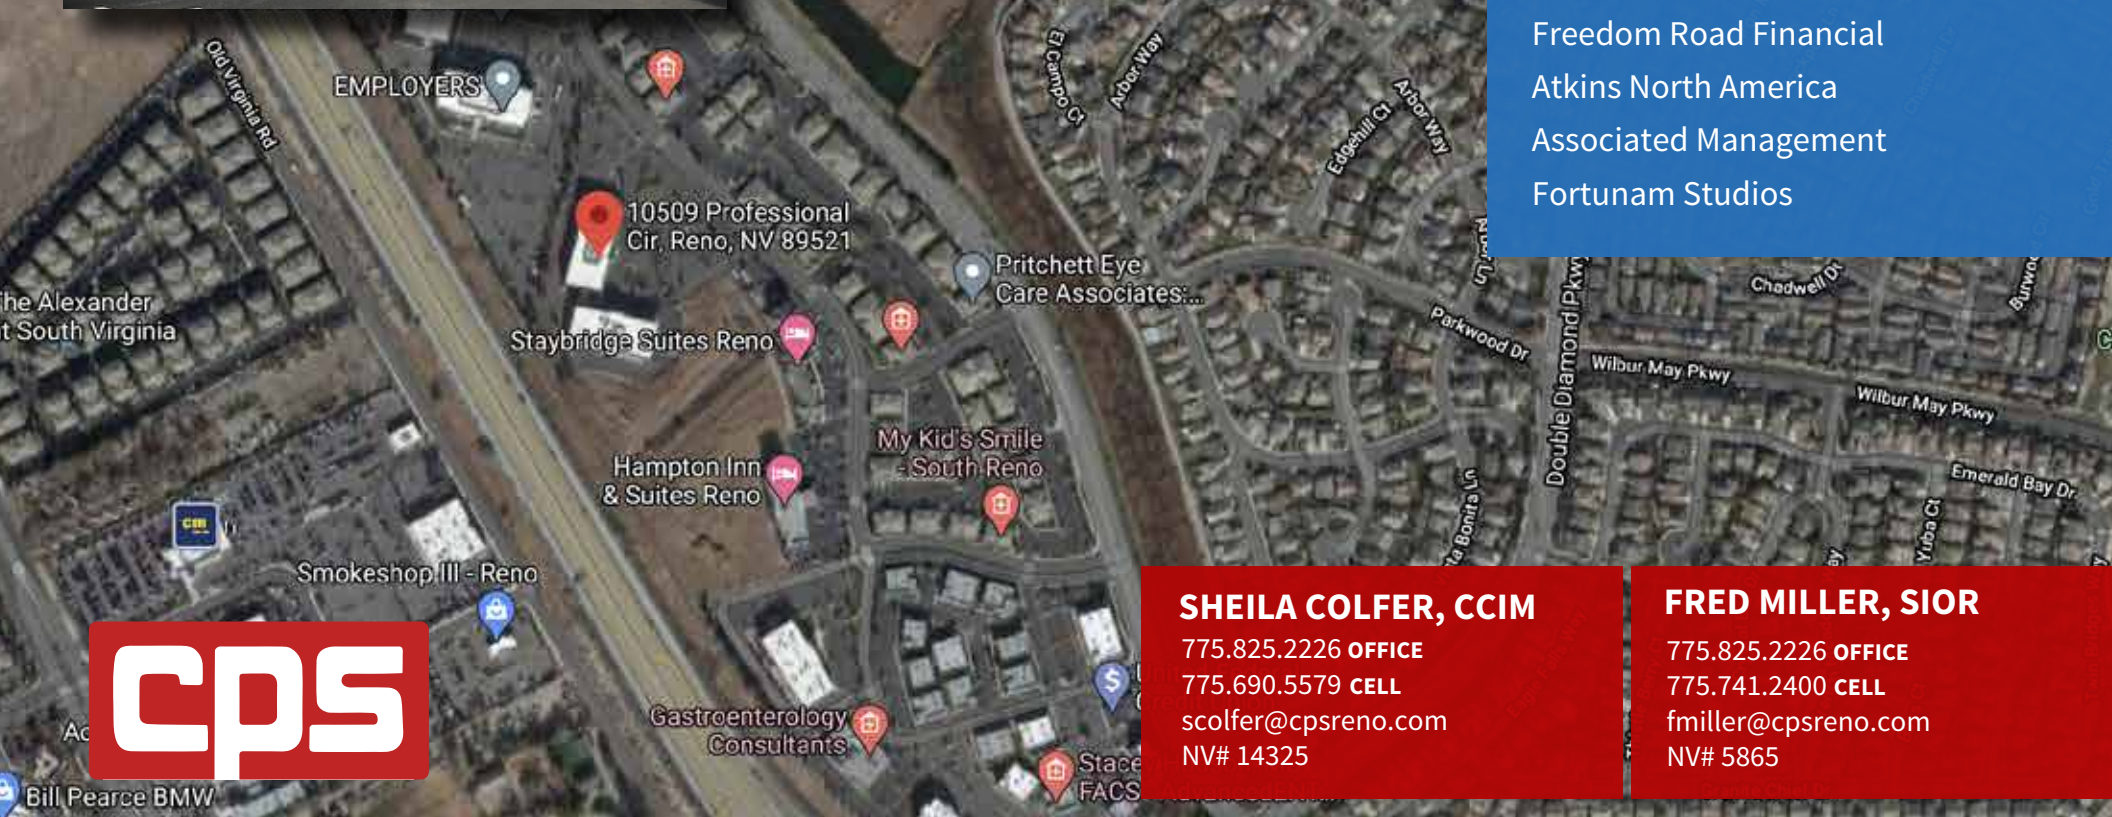 Freedom Road Financial
Atkins North America
Associated Management
Fortunam Studios
Old Virginia Rd
EMPLOYERS
El Campo Ct
Arbor Way
Edgehill Ct
Arbor Way
10509 Professional
Cir, Reno, NV 89521
Pritchett Eye
Care Associates:...
Chadwell Dr
The Alexander
at South Virginia
Staybridge Suites Reno
Parkwood Dr
Double Diamond Pkwy
Wilbur May Pkwy
Wilbur May Pkwy
My Kid's Smile
- South Reno
Hampton Inn
& Suites Reno
Emerald Bay Dr
Bonita Ln
Yuba Ct
Smokeshop III - Reno
Gastroenterology
Consultants
Stace
FACS
Bill Pearce BMW
cps
SHEILA COLFER, CCIM
775.825.2226 OFFICE
775.690.5579 CELL
scolfer@cpsreno.com
NV# 14325
FRED MILLER, SIOR
775.825.2226 OFFICE
775.741.2400 CELL
fmiller@cpsreno.com
NV# 5865